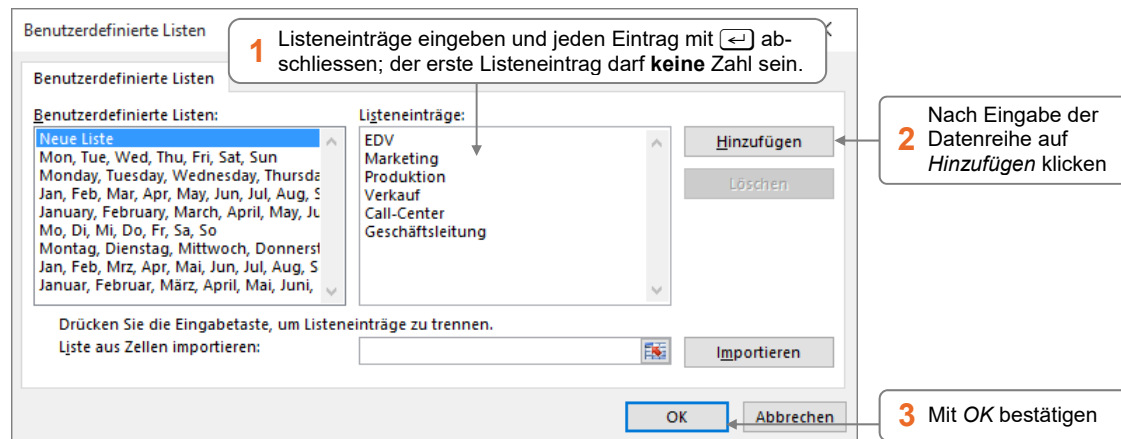 Benutzerdefinierte Listen
1 Listeneinträge eingeben und jeden Eintrag mit ↵ ab-
schliessen; der erste Listeneintrag darf keine Zahl sein.
Benutzerdefinierte Listen
Benutzerdefinierte Listen:
Neue Liste
Mon, Tue, Wed, Thu, Fri, Sat, Sun
Monday, Tuesday, Wednesday, Thursda
Jan, Feb, Mar, Apr, May, Jun, Jul, Aug, S
January, February, March, April, May, Ju
Mo, Di, Mi, Do, Fr, Sa, So
Montag, Dienstag, Mittwoch, Donnerst
Jan, Feb, Mrz, Apr, Mai, Jun, Jul, Aug, S
Januar, Februar, März, April, Mai, Juni,
Listeneinträge:
EDV
Marketing
Produktion
Verkauf
Call-Center
Geschäftsleitung
Hinzufügen
Löschen
2 Nach Eingabe der
Datenreihe auf
Hinzufügen klicken
Drücken Sie die Eingabetaste, um Listeneinträge zu trennen.
Liste aus Zellen importieren:
Importieren
OK
Abbrechen
3 Mit OK bestätigen